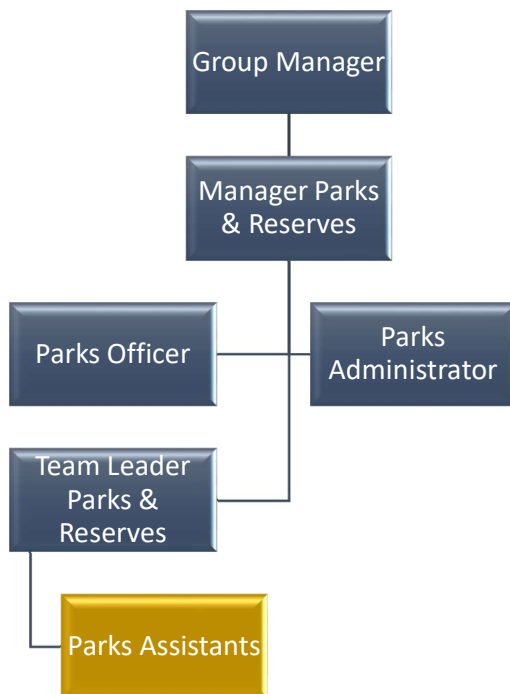 Group Manager
Manager Parks
& Reserves
Parks Officer
Parks
Administrator
Team Leader
Parks &
Reserves
Parks Assistants